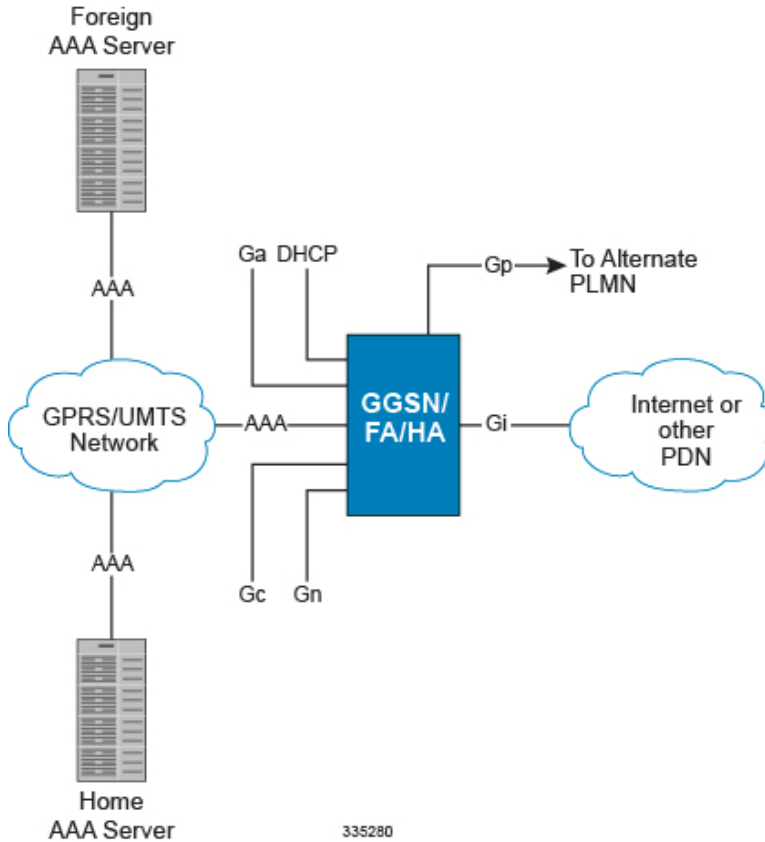 Foreign
AAA Server
AAA
Ga
DHCP
Gp
To Alternate
PLMN
GPRS/UMTS
Network
AAA
GGSN/
FA/HA
Gi
Internet or
other
PDN
AAA
Gc
Gn
Home
AAA Server
335280